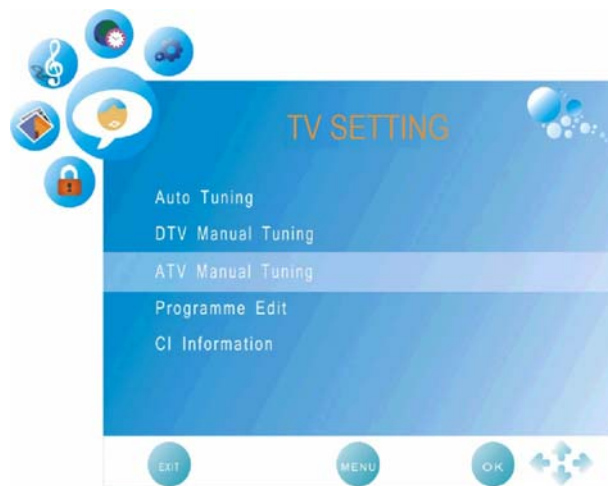 TV SETTING
Auto Tuning
DTV Manual Tuning
ATV Manual Tuning
Programme Edit
CI Information
EXIT
MENU
OK